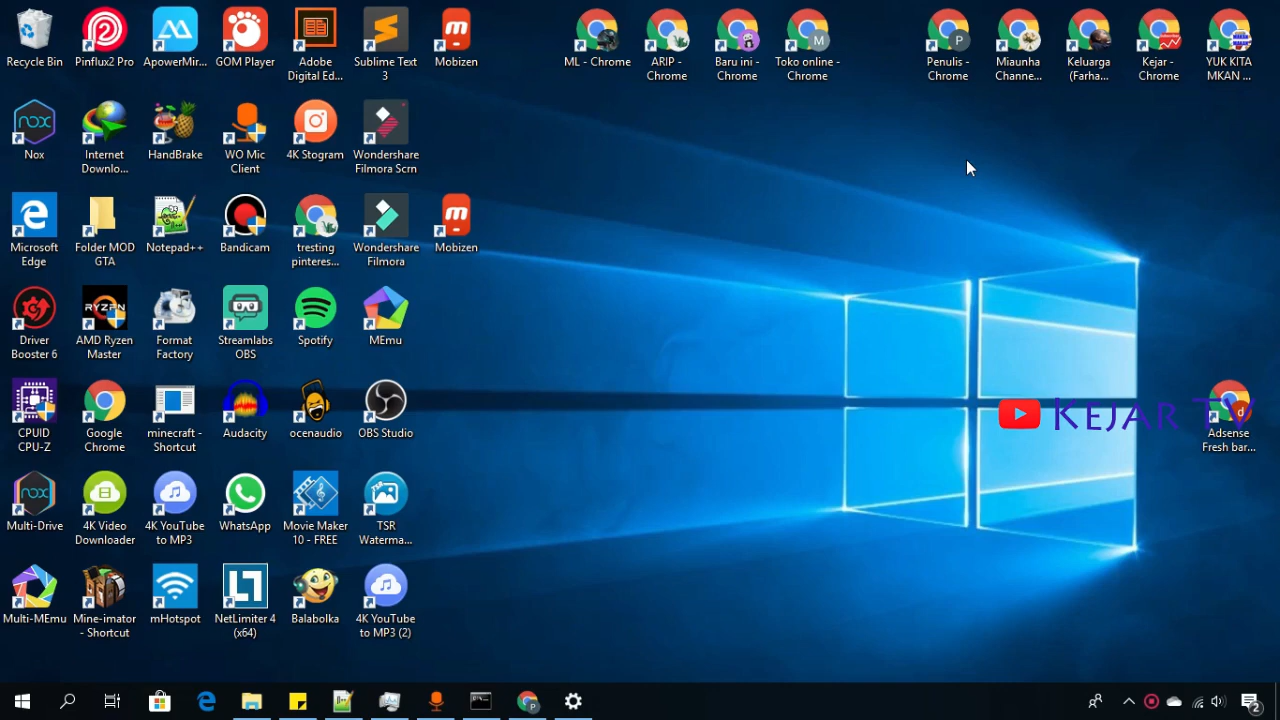 Recycle Bin
Pinflux2 Pro
ApowerMir...
GOM Player
Adobe
Digital Ed...
Sublime Text
3
Mobizen
ML - Chrome
ARIP -
Chrome
Baru ini -
Chrome
M
Toko online -
Chrome
P
Penulis -
Chrome
Miaunha
Channe...
Keluarga
(Farha...
Kejar -
Chrome
YUK KITA
MKAN ...
nox
Nox
Internet
Downlo...
HandBrake
WO Mic
Client
4K Stogram
Wondershare
Filmora Scrn
Microsoft
Edge
Folder MOD
GTA
Notepad++
Bandicam
tresting
pinteres...
Wondershare
Filmora
Mobizen
Driver
Booster 6
RYZEN
AMD Ryzen
Master
Format
Factory
Streamlabs
OBS
Spotify
MEmu
CPUID
CPU-Z
Google
Chrome
minecraft -
Shortcut
Audacity
ocenaudio
OBS Studio
KEJAR TV
d
Adsense
Fresh bar...
nox
Multi-Drive
4K Video
Downloader
4K YouTube
to MP3
WhatsApp
Movie Maker
10 - FREE
TSR
Waterma...
Multi-MEmu
Mine-imator
- Shortcut
mHotspot
NetLimiter 4
(x64)
Balabolka
4K YouTube
to MP3 (2)
P
2